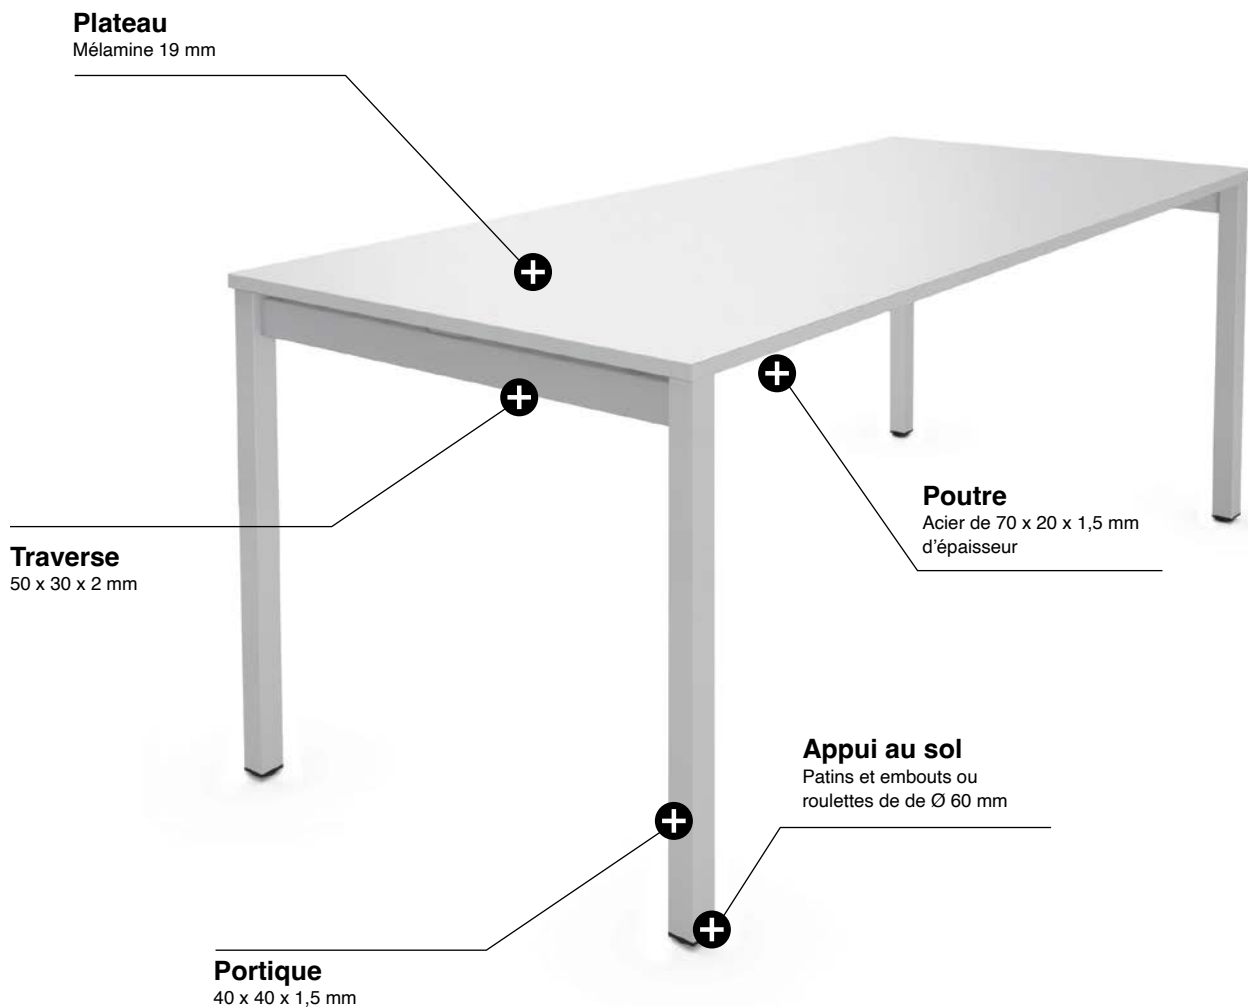 Plateau
Mélamine 19 mm
Traverse
50 x 30 x 2 mm
Poutre
Acier de 70 x 20 x 1,5 mm
d’épaisseur
Appui au sol
Patins et embouts ou
roulettes de de Ø 60 mm
Portique
40 x 40 x 1,5 mm